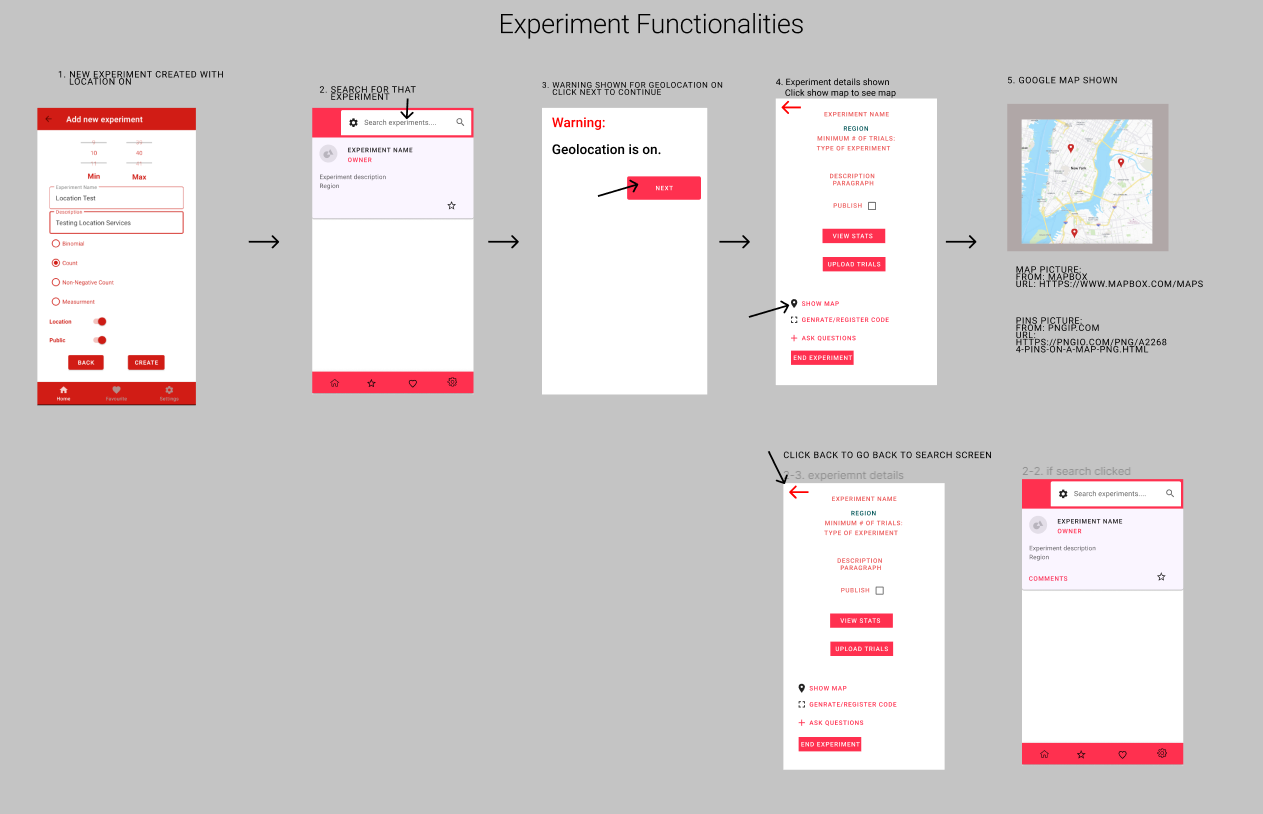 Experiment Functionalities
1. NEW EXPERIMENT CREATED WITH
LOCATION ON
Add new experiment
10
40
Min
Max
Experiment Name
Location Test
Description
Testing Location Services
Binomial
Count
Non-Negative Count
Measurment
Location
Public
BACK
CREATE
Home
Favourite
Settings
2. SEARCH FOR THAT
EXPERIMENT
Search experiments....
EXPERIMENT NAME
OWNER
Experiment description
Region
3. WARNING SHOWN FOR GEOLOCATION ON
CLICK NEXT TO CONTINUE
Warning:
Geolocation is on.
NEXT
4. Experiment details shown
Click show map to see map
EXPERIMENT NAME
REGION
MINIMUM # OF TRIALS:
TYPE OF EXPERIMENT
DESCRIPTION
PARAGRAPH
PUBLISH
VIEW STATS
UPLOAD TRIALS
SHOW MAP
GENRATE/REGISTER CODE
ASK QUESTIONS
END EXPERIMENT
5. GOOGLE MAP SHOWN
New York
MAP PICTURE:
FROM: MAPBOX
URL: HTTPS://WWW.MAPBOX.COM/MAPS
PINS PICTURE:
FROM: PNGIP.COM
URL:
HTTPS://PNGIO.COM/PNG/A2268
4-PINS-ON-A-MAP-PNG.HTML
CLICK BACK TO GO BACK TO SEARCH SCREEN
2-3. experiemnt details
EXPERIMENT NAME
REGION
MINIMUM # OF TRIALS:
TYPE OF EXPERIMENT
DESCRIPTION
PARAGRAPH
PUBLISH
VIEW STATS
UPLOAD TRIALS
SHOW MAP
GENRATE/REGISTER CODE
ASK QUESTIONS
END EXPERIMENT
2-2. if search clicked
Search experiments....
EXPERIMENT NAME
OWNER
Experiment description
Region
COMMENTS